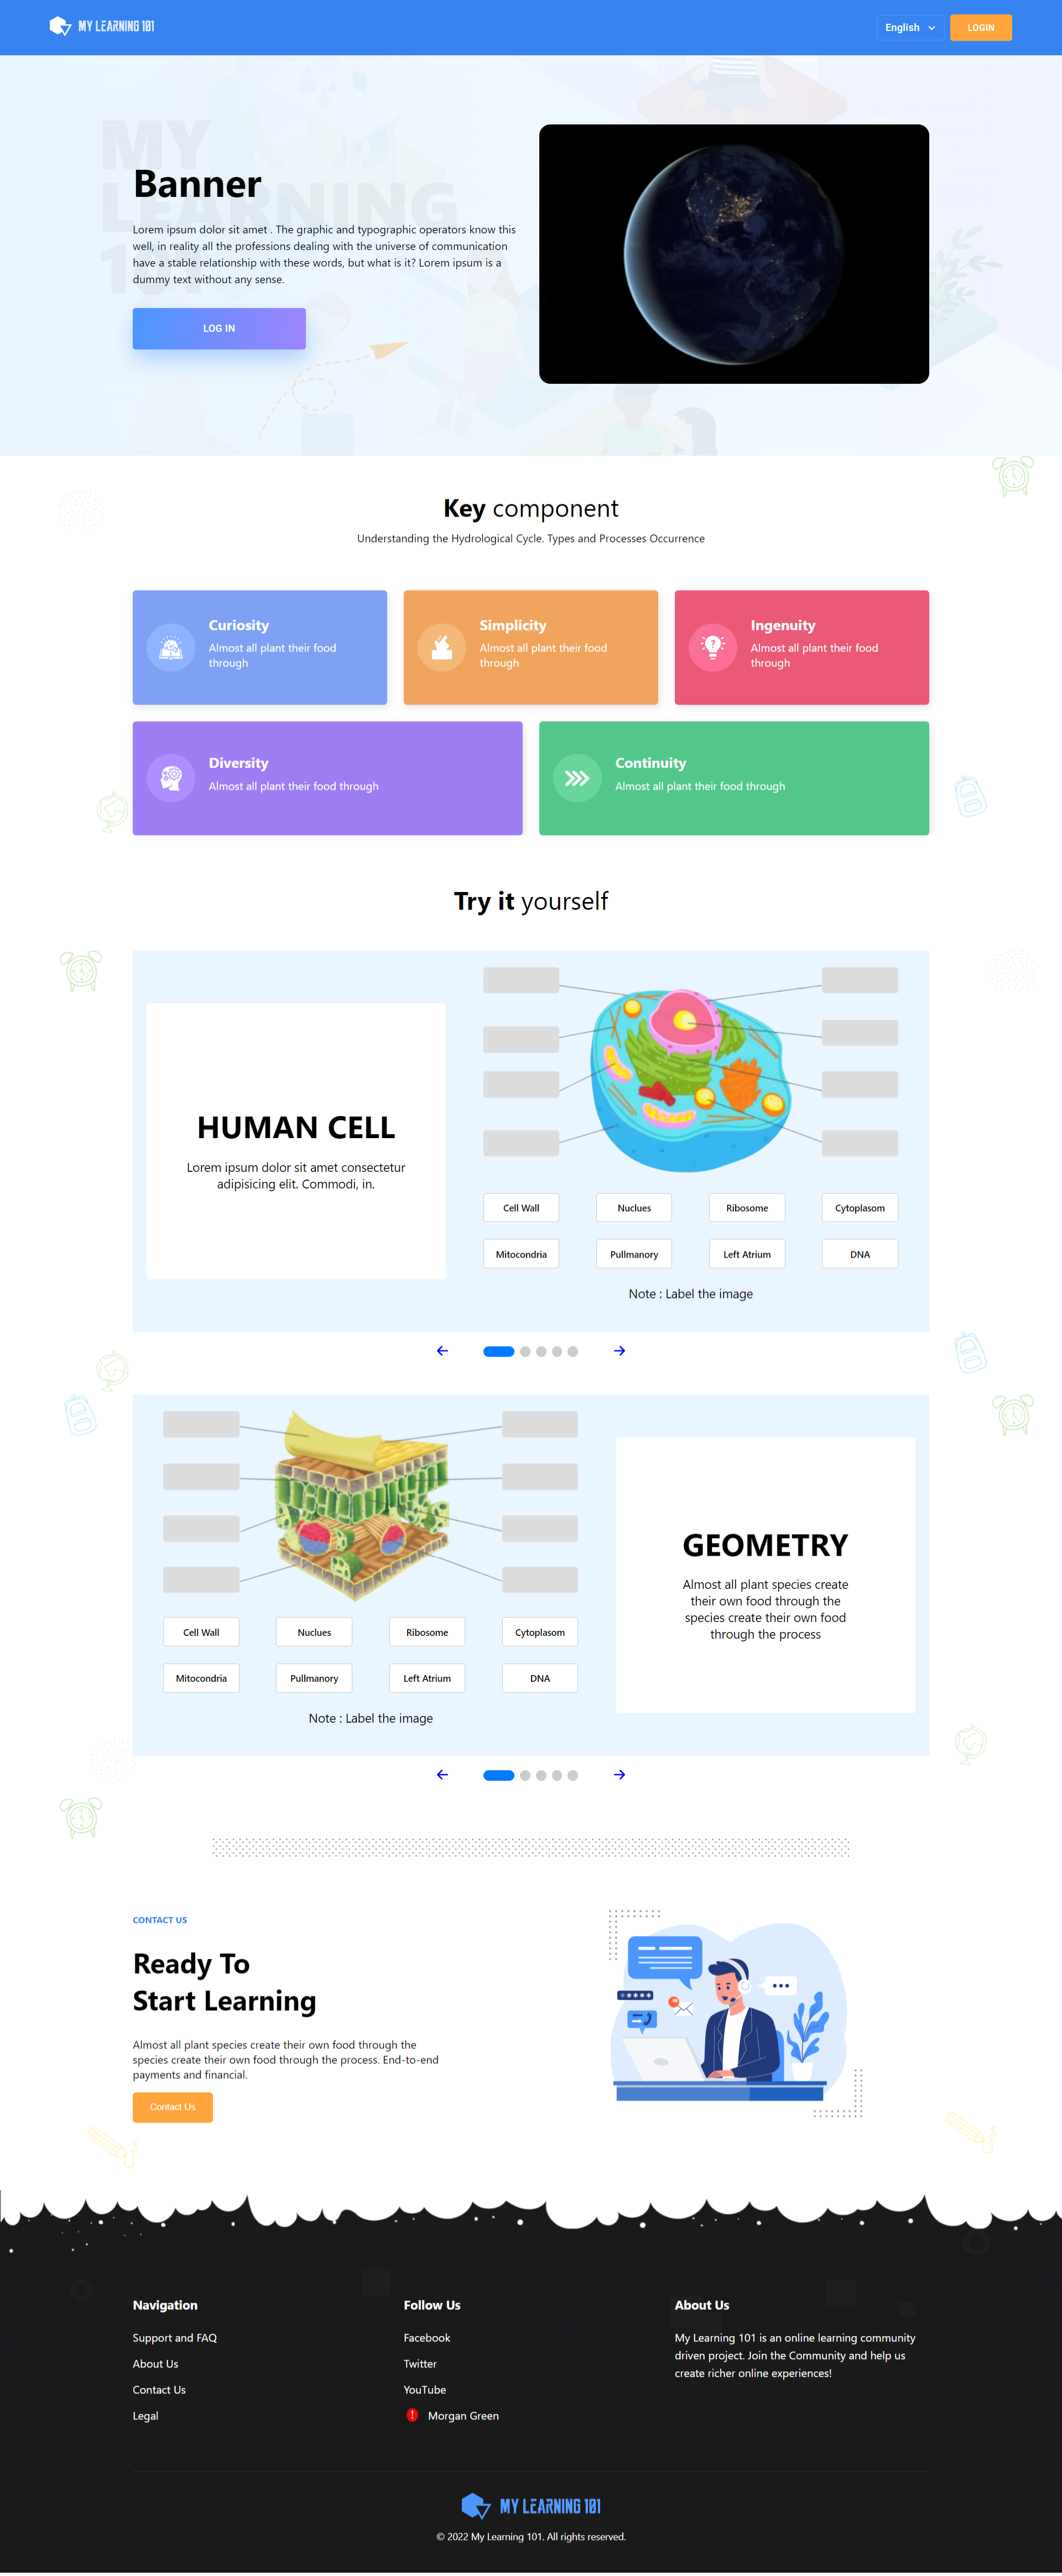 MY LEARNING 101
English
LOGIN
MY
LEARNING
101
Banner
Lorem ipsum dolor sit amet . The graphic and typographic operators know this
well, in reality all the professions dealing with the universe of communication
have a stable relationship with these words, but what is it? Lorem ipsum is a
dummy text without any sense.
LOG IN
Key component
Understanding the Hydrological Cycle. Types and Processes Occurrence
Curiosity
Almost all plant their food
through
Simplicity
Almost all plant their food
through
Ingenuity
Almost all plant their food
through
Diversity
Almost all plant their food through
Continuity
Almost all plant their food through
Try it yourself
HUMAN CELL
Lorem ipsum dolor sit amet consectetur
adipisicing elit. Commodi, in.
Cell Wall
Nuclues
Ribosome
Cytoplasom
Mitocondria
Pullmanory
Left Atrium
DNA
Note : Label the image
Cell Wall
Nuclues
Ribosome
Cytoplasom
Mitocondria
Pullmanory
Left Atrium
DNA
Note : Label the image
GEOMETRY
Almost all plant species create
their own food through the
species create their own food
through the process
CONTACT US
Ready To
Start Learning
Almost all plant species create their own food through the
species create their own food through the process. End-to-end
payments and financial.
Contact Us
Navigation
Support and FAQ
About Us
Contact Us
Legal
Follow Us
Facebook
Twitter
YouTube
Morgan Green
About Us
My Learning 101 is an online learning community
driven project. Join the Community and help us
create richer online experiences!
MY LEARNING 101
© 2022 My Learning 101. All rights reserved.